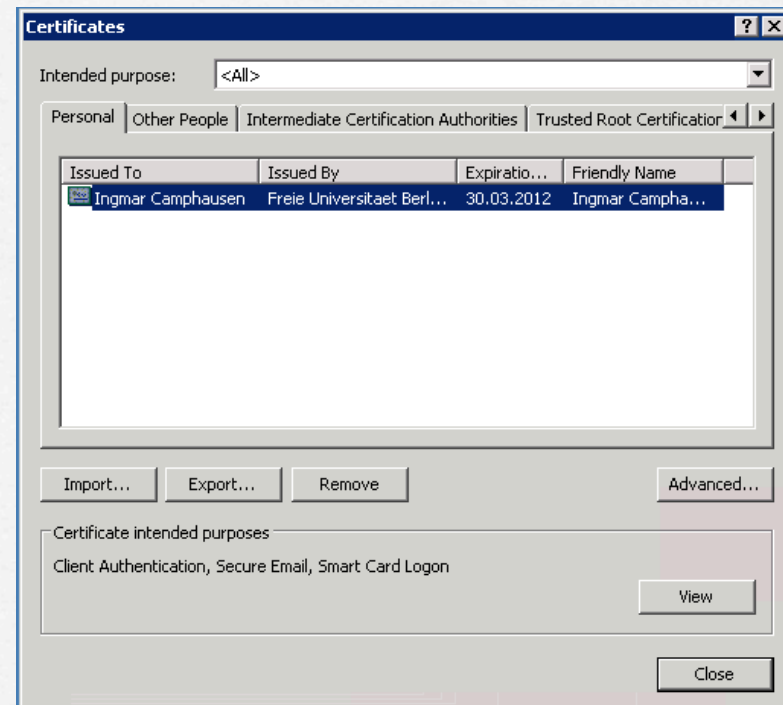 Certificates
Intended purpose: <All>
Personal Other People Intermediate Certification Authorities Trusted Root Certification
Issued To Issued By Expiratio... Friendly Name
Ingmar Camphausen Freie Universitaet Berl... 30.03.2012 Ingmar Campha...
Import... Export... Remove Advanced...
Certificate intended purposes
Client Authentication, Secure Email, Smart Card Logon
View
Close